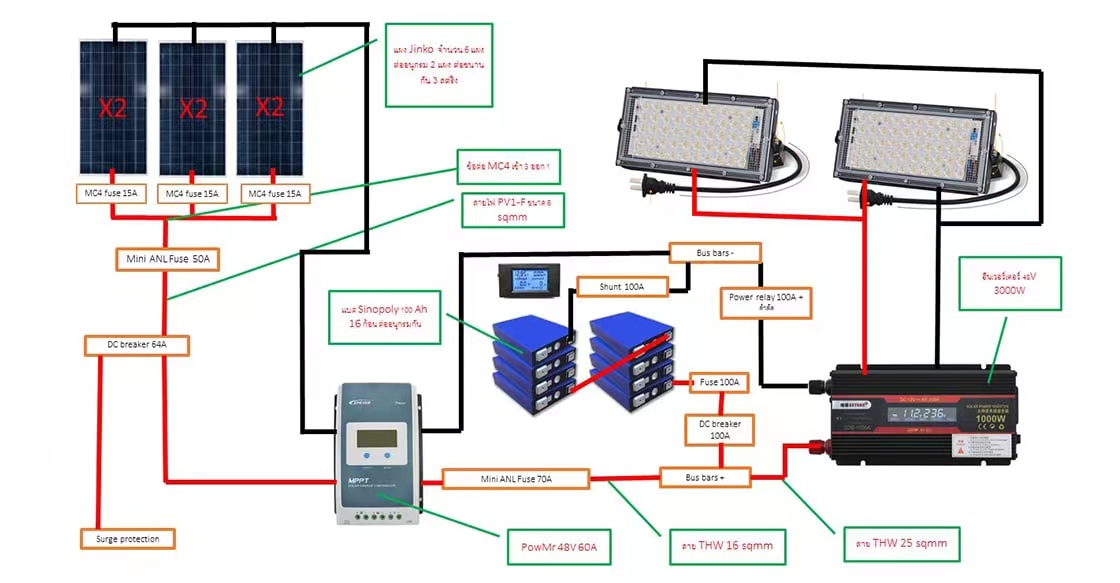 แผง Jinko จำนวน 6 แผง
ต่ออนุกรม 2 แผง ต่อขนาน
กัน 3 สตริง
X2
X2
X2
MC4 fuse 15A
MC4 fuse 15A
MC4 fuse 15A
ข้อต่อ MC4 เข้า 3 ออก 1
สายไฟ PV1-F ขนาด 6
sqmm
Mini ANL Fuse 50A
Bus bars -
Shunt 100A
อินเวอร์เตอร์ 48V
3000W
Power relay 100A +
แบต Sinopoly 100 Ah
16 ก้อน ต่ออนุกรมกัน
DC breaker 64A
Fuse 100A
DC breaker
100A
1000W
MPPT
Mini ANL Fuse 70A
Bus bars +
Surge protection
PowMr 48V 60A
สาย THW 16 sqmm
สาย THW 25 sqmm